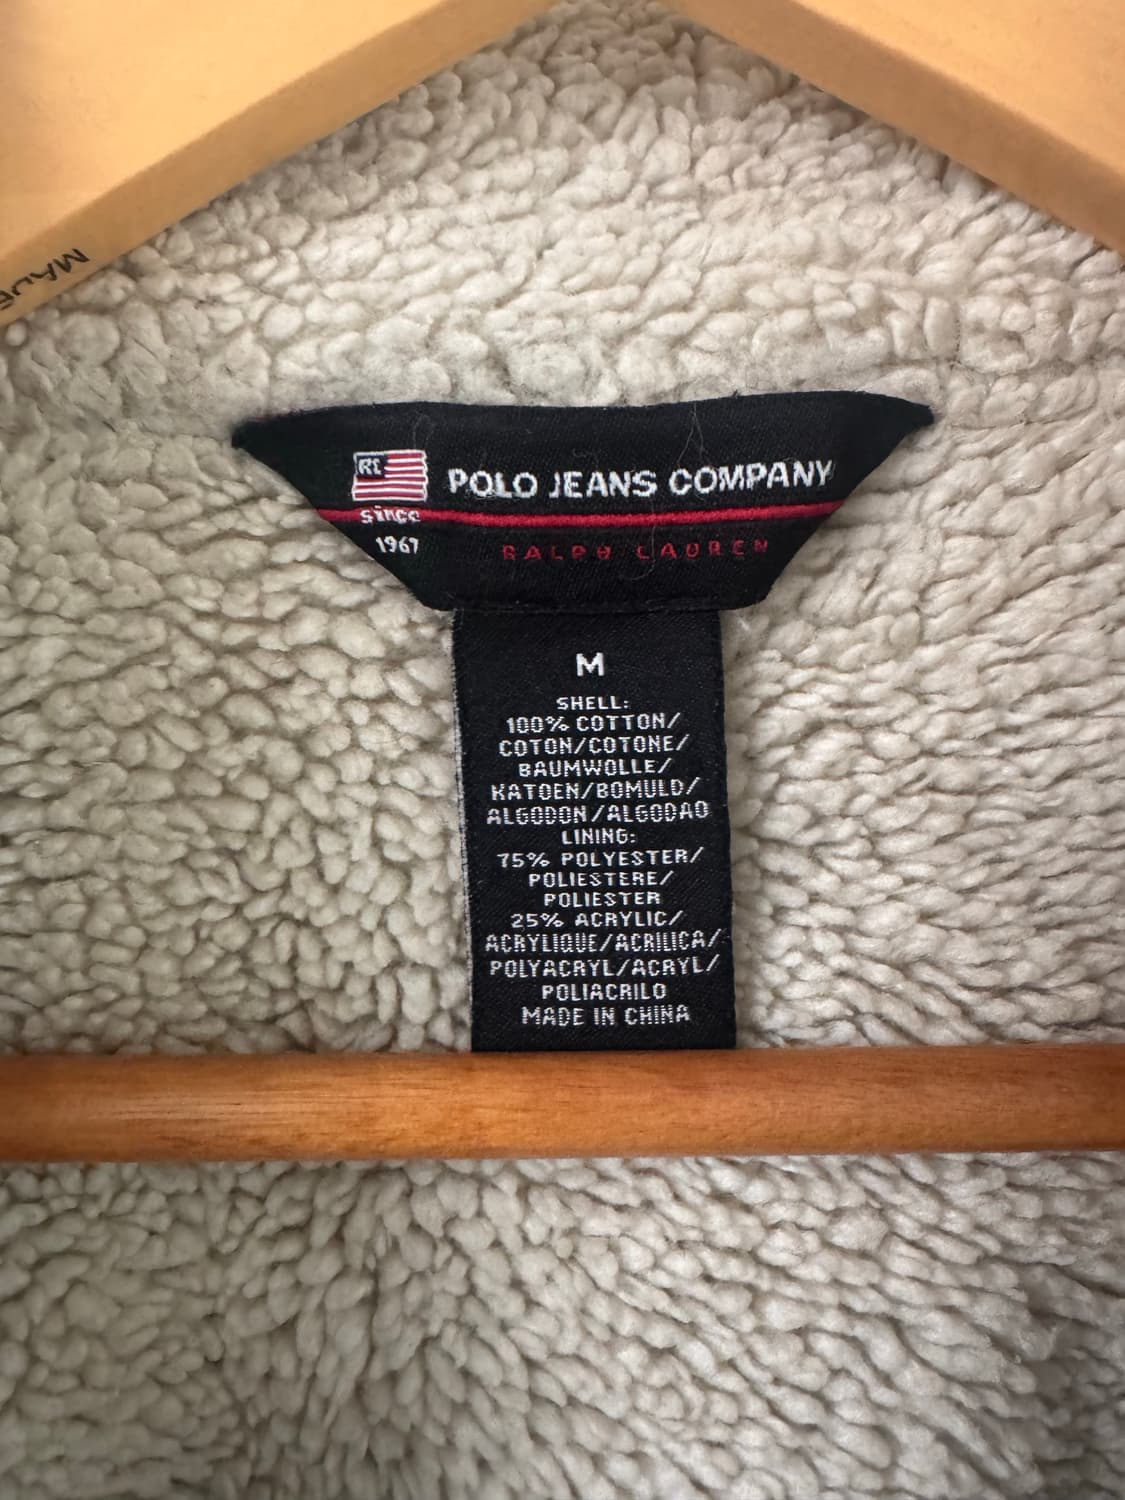 RL
POLO JEANS COMPANY
since
1967
RALPH LAUREN
M
SHELL:
100% COTTON/
COTON/COTONE/
BAUMWOLLE/
KATOEN/BOMULD/
ALGODON/ALGODAO
LINING:
75% POLYESTER/
POLIESTERE/
POLIESTER
25% ACRYLIC/
ACRYLIQUE/ACRILICA/
POLYACRYL/ACRYL/
POLIACRILO
MADE IN CHINA